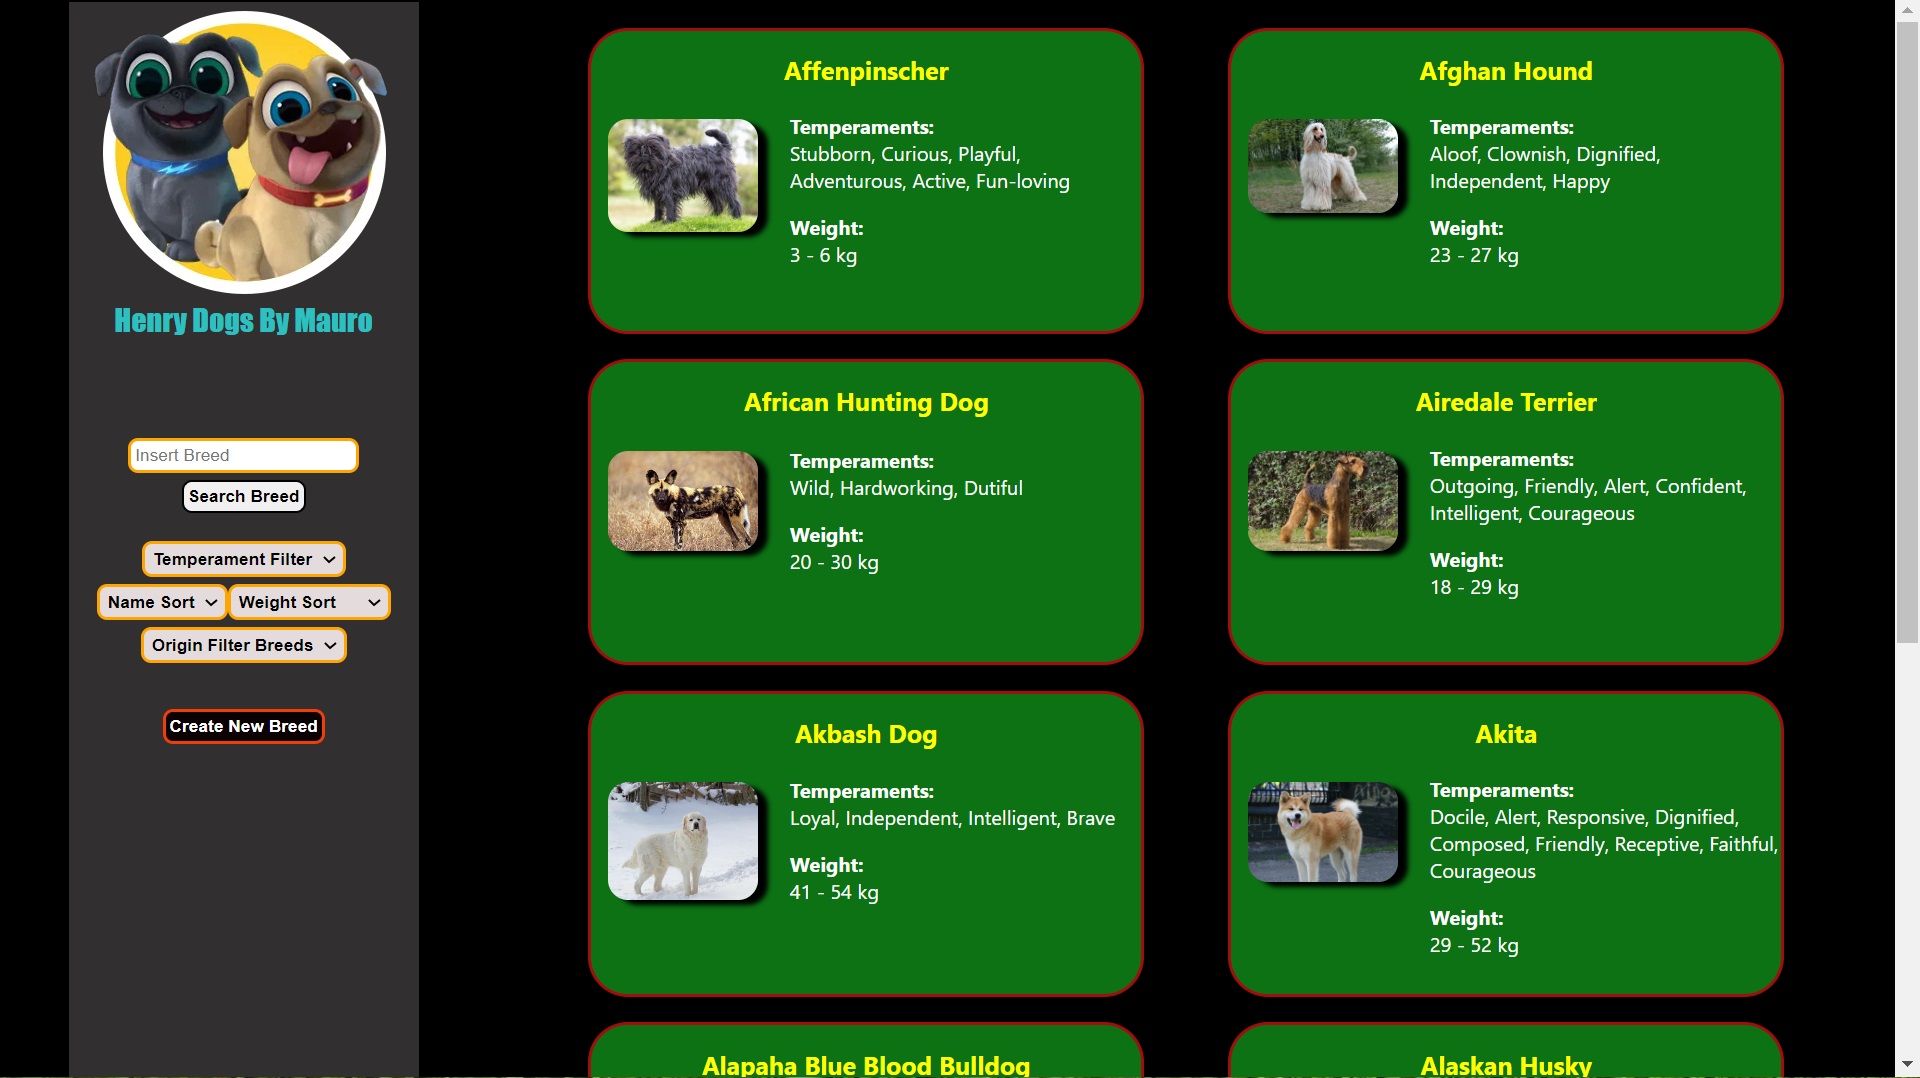 Henry Dogs By Mauro
Insert Breed
Search Breed
Temperament Filter
Name Sort
Weight Sort
Origin Filter Breeds
Create New Breed
Affenpinscher
Temperaments:
Stubborn, Curious, Playful,
Adventurous, Active, Fun-loving
Weight:
3 - 6 kg
Afghan Hound
Temperaments:
Aloof, Clownish, Dignified,
Independent, Happy
Weight:
23 - 27 kg
African Hunting Dog
Temperaments:
Wild, Hardworking, Dutiful
Weight:
20 - 30 kg
Airedale Terrier
Temperaments:
Outgoing, Friendly, Alert, Confident,
Intelligent, Courageous
Weight:
18 - 29 kg
Akbash Dog
Temperaments:
Loyal, Independent, Intelligent, Brave
Weight:
41 - 54 kg
Akita
Temperaments:
Docile, Alert, Responsive, Dignified,
Composed, Friendly, Receptive, Faithful,
Courageous
Weight:
29 - 52 kg
Alapaha Blue Blood Bulldog
Alaskan Husky